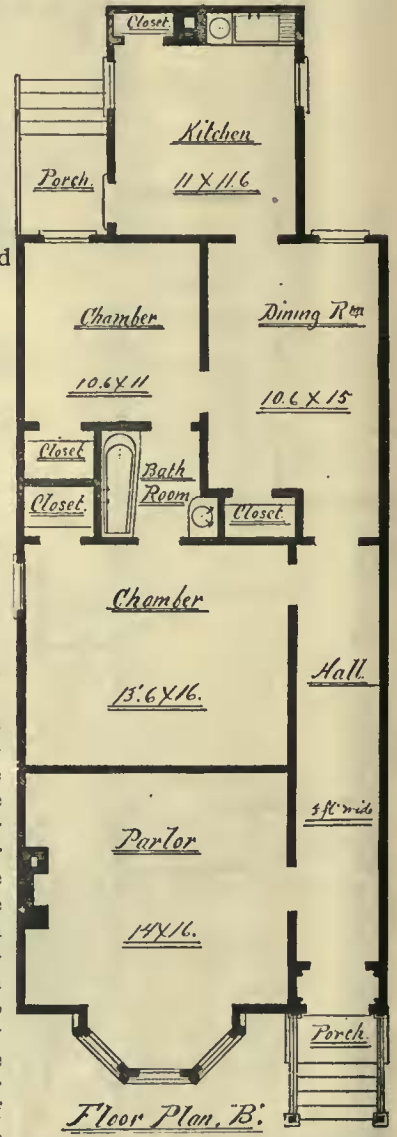 Closet.
Kitchen
11 X 11.6
Porch.
Chamber
10.6 X 11
Dining Rm
10.6 X 15
Closet
Bath
Room
Closet.
Closet
Chamber
13'.6 X 16.
Hall.
5 ft wide
Parlor
14 X 16.
Porch.
Floor Plan, B.